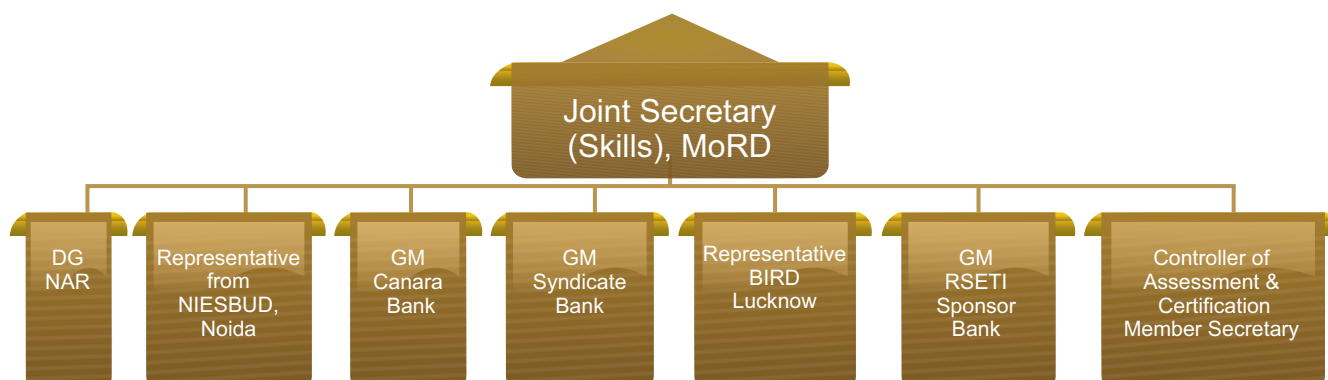 Joint Secretary
(Skills), MoRD
DG
NAR
Representative
from
NIESBUD,
Noida
GM
Canara
Bank
GM
Syndicate
Bank
Representative
BIRD
Lucknow
GM
RSETI
Sponsor
Bank
Controller of
Assessment &
Certification
Member Secretary